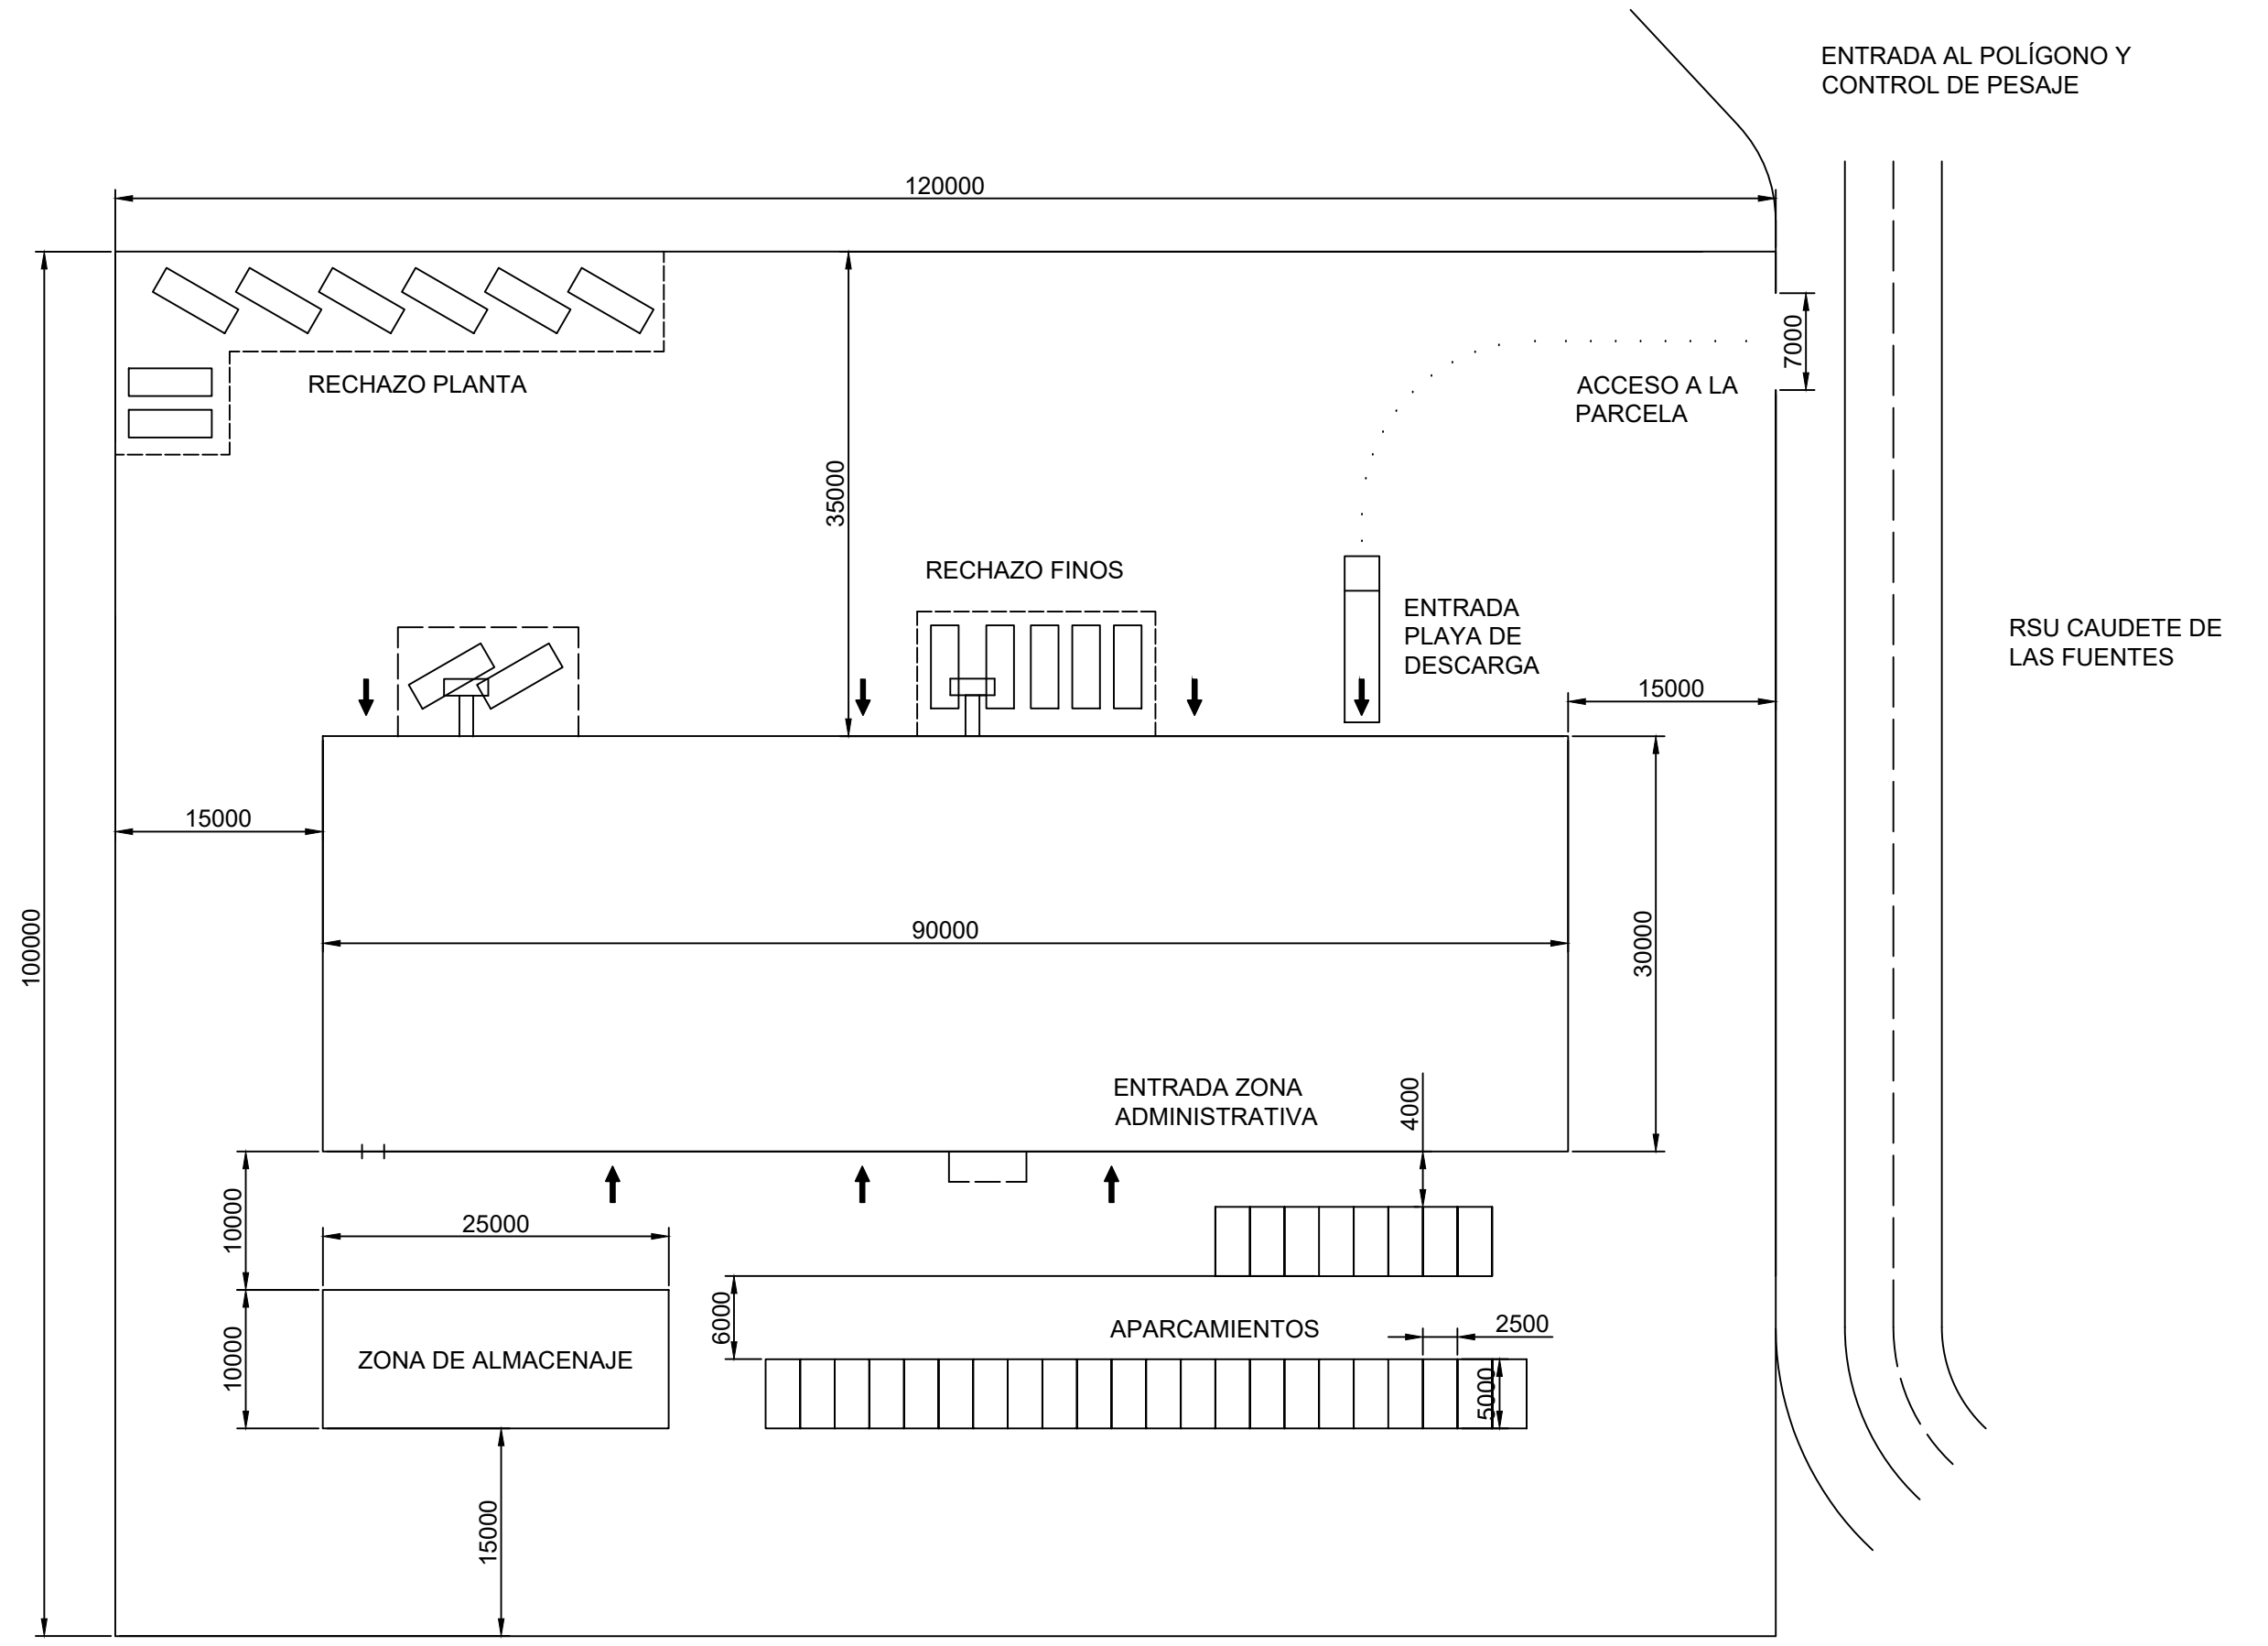 ENTRADA AL POLÍGONO Y
CONTROL DE PESAJE
120000
7000
RECHAZO PLANTA
ACCESO A LA
PARCELA
35000
RECHAZO FINOS
ENTRADA
PLAYA DE
DESCARGA
RSU CAUDETE DE
LAS FUENTES
15000
15000
100000
90000
30000
ENTRADA ZONA
ADMINISTRATIVA
4000
10000
25000
6000
APARCAMIENTOS
2500
10000
ZONA DE ALMACENAJE
5000
15000